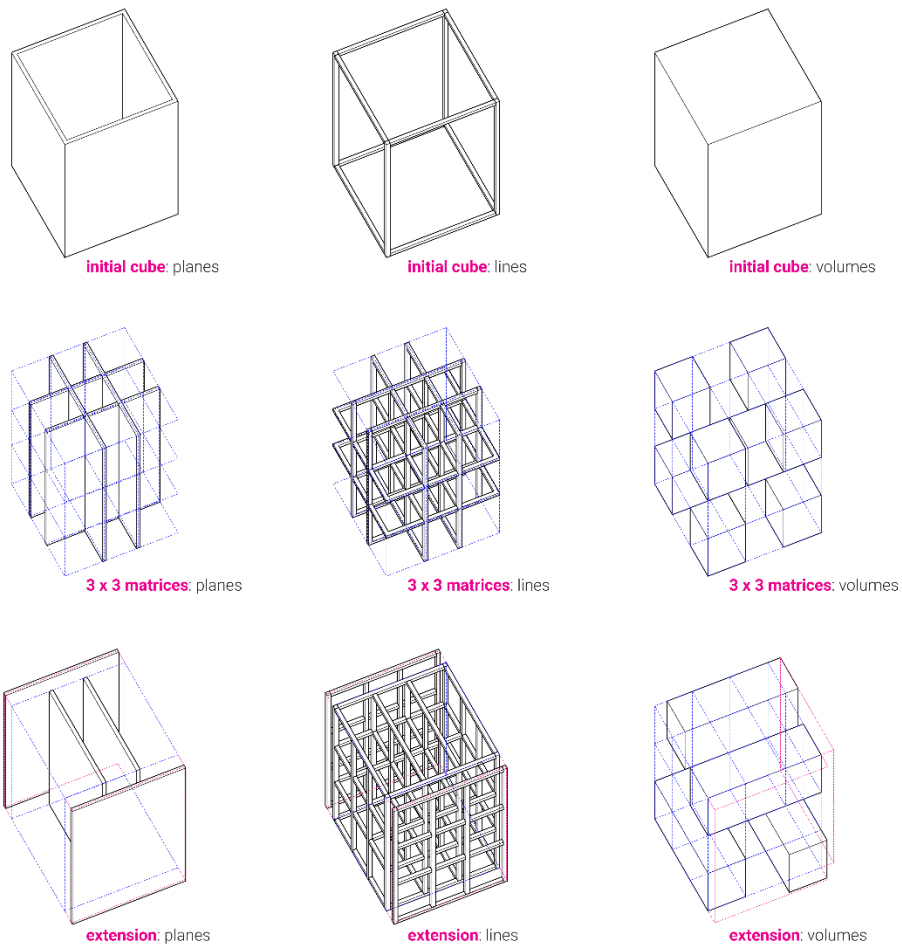 initial cube: planes
initial cube: lines
initial cube: volumes
3 x 3 matrices: planes
3 x 3 matrices: lines
3 x 3 matrices: volumes
extension: planes
extension: lines
extension: volumes